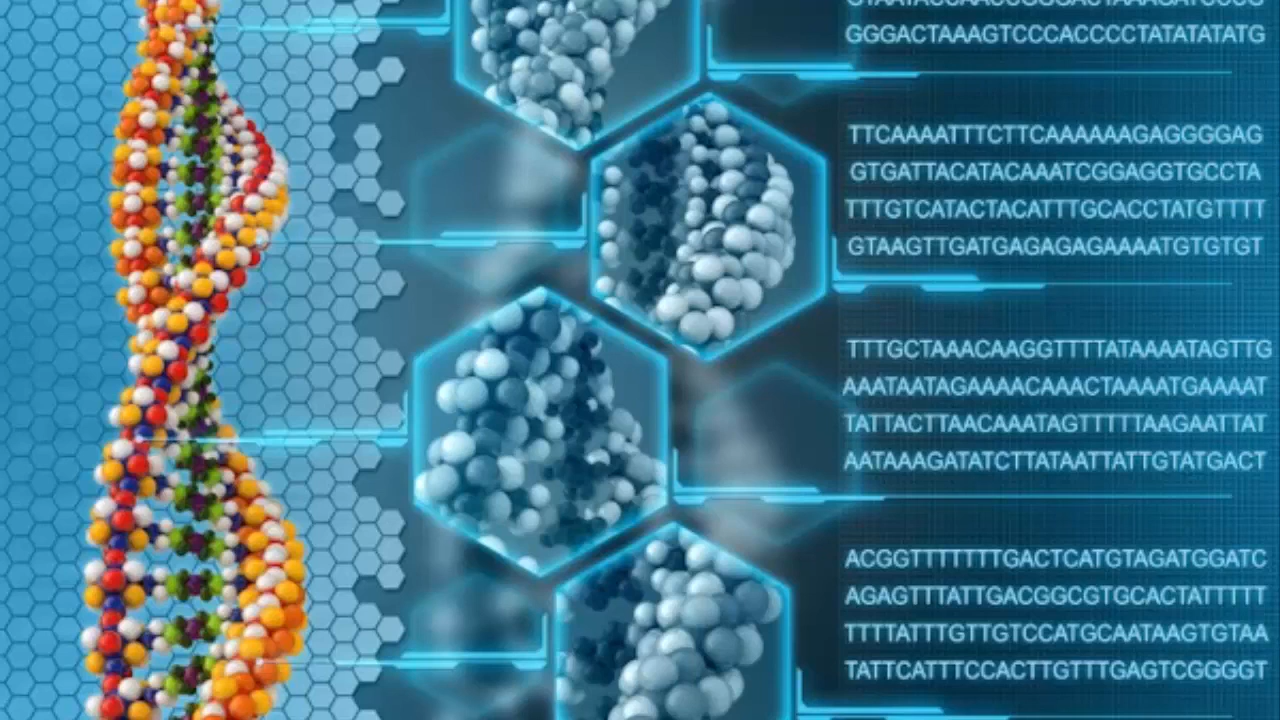 GGGACTAAAGTCCCACCCCTATATATATG
TTCAAAATTTCTTCAAAAAAGAGGGGAG
GTGATTACATACAAATCGGAGGTGCCTA
TTTGTCATACTACATTTGCACCTATGTTTT
GTAAGTTGATGAGAGAGAAAATGTGTGT
TTTGCTAAACAAGGTTTTATAAAATAGTTG
AAATAATAGAAAACAAACTAAAATGAAAAT
TATTACTTAACAAATAGTTTTTAAGAATTAT
AATAAAGATATCTTATAATTATTGTATGACT
ACGGTTTTTTTGACTCATGTAGATGGATC
AGAGTTTATTGACGGCGTGCACTATTTTT
TTTTATTTGTTGTCCATGCAATAAGTGTAA
TATTCATTTCCACTTGTTTGAGTCGGGGT